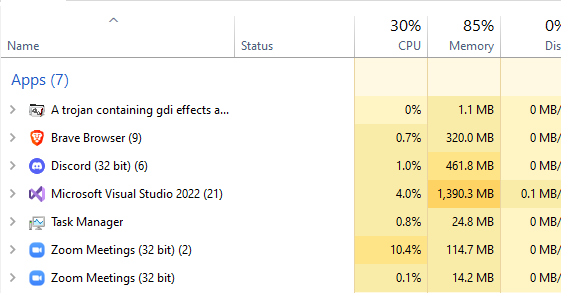 30% 85% 0%
Name Status CPU Memory Dis
Apps (7)
A trojan containing gdi effects a... 0% 1.1 MB 0 MB/
Brave Browser (9) 0.7% 320.0 MB 0 MB/
Discord (32 bit) (6) 1.0% 461.8 MB 0 MB/
Microsoft Visual Studio 2022 (21) 4.0% 1,390.3 MB 0.1 MB/
Task Manager 0.8% 24.8 MB 0 MB/
Zoom Meetings (32 bit) (2) 10.4% 114.7 MB 0 MB/
Zoom Meetings (32 bit) 0.1% 14.2 MB 0 MB/